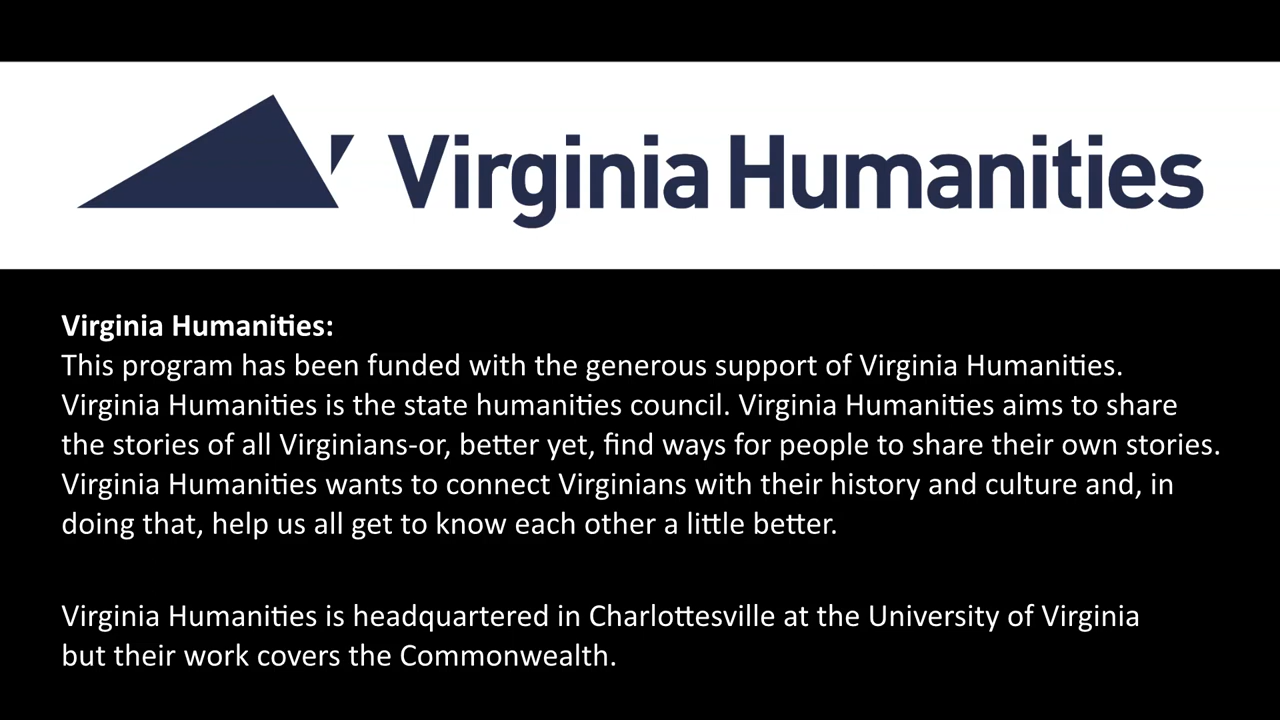 Virginia Humanities
Virginia Humanities:
This program has been funded with the generous support of Virginia Humanities.
Virginia Humanities is the state humanities council. Virginia Humanities aims to share
the stories of all Virginians-or, better yet, find ways for people to share their own stories.
Virginia Humanities wants to connect Virginians with their history and culture and, in
doing that, help us all get to know each other a little better.
Virginia Humanities is headquartered in Charlottesville at the University of Virginia
but their work covers the Commonwealth.